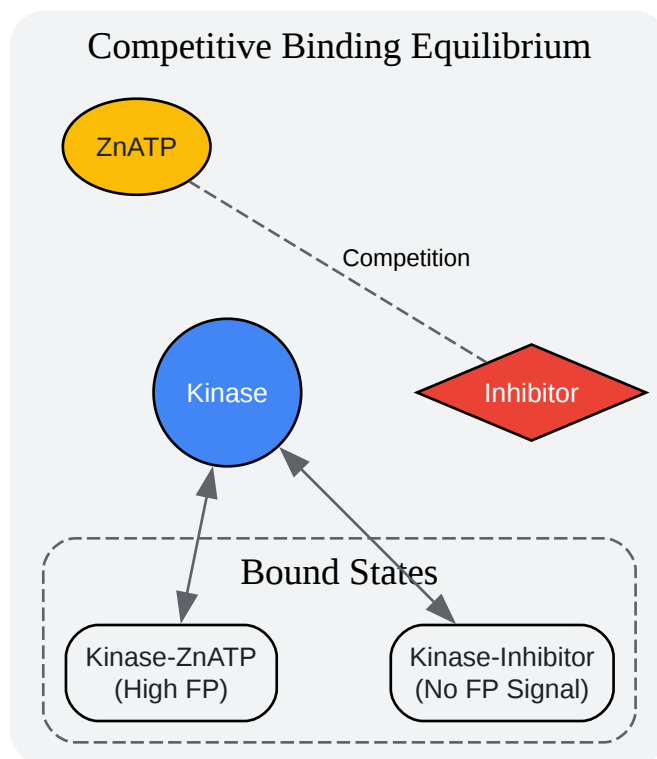 Competitive Binding Equilibrium
ZnATP
Competition
Kinase
Inhibitor
Bound States
Kinase-ZnATP
(High FP)
Kinase-Inhibitor
(No FP Signal)